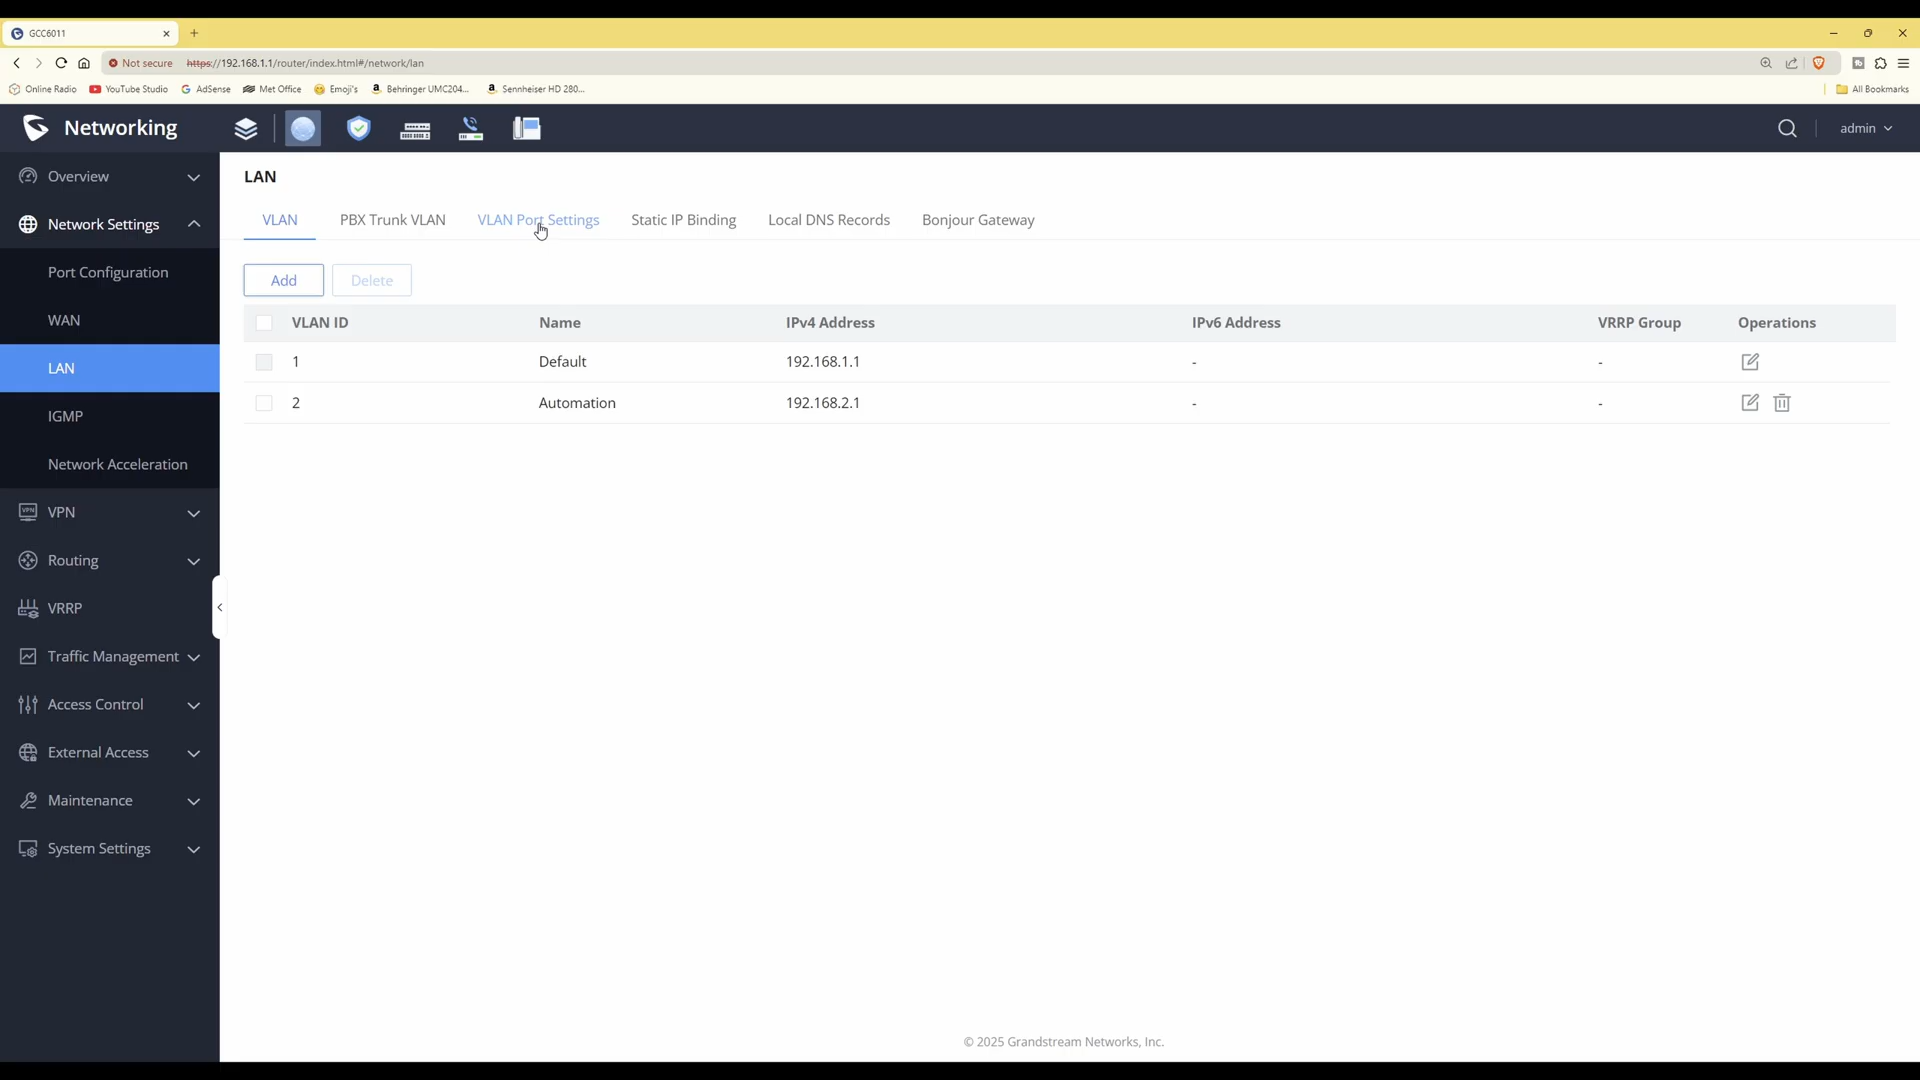 GCC6011
Not secure https://192.168.1.1/router/index.html#/network/lan
Online Radio YouTube Studio AdSense Met Office Emoji's Behringer UMC204... Sennheiser HD 280... All Bookmarks
Networking admin
Overview
Network Settings
Port Configuration
WAN
LAN
IGMP
Network Acceleration
VPN VPN
Routing
VRRP
Traffic Management
Access Control
External Access
Maintenance
System Settings
LAN
VLAN PBX Trunk VLAN VLAN Port Settings Static IP Binding Local DNS Records Bonjour Gateway
Add Delete
VLAN ID Name IPv4 Address IPv6 Address VRRP Group Operations
1 Default 192.168.1.1 - -
2 Automation 192.168.2.1 - -
© 2025 Grandstream Networks, Inc.